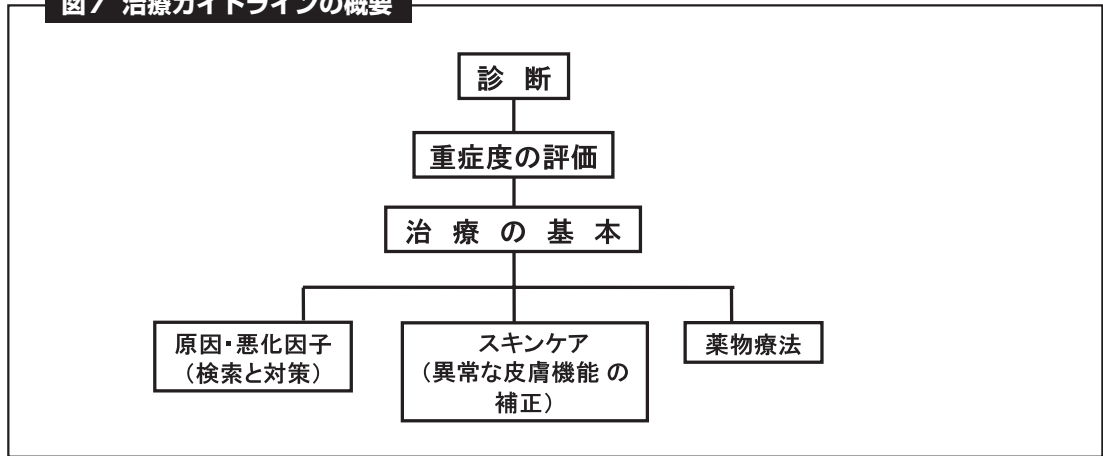 図7 治療ガイドラインの概要
診 断
重症度の評価
治 療 の 基 本
原因・悪化因子
（検索と対策）
スキンケア
（異常な皮膚機能 の
補正）
薬物療法